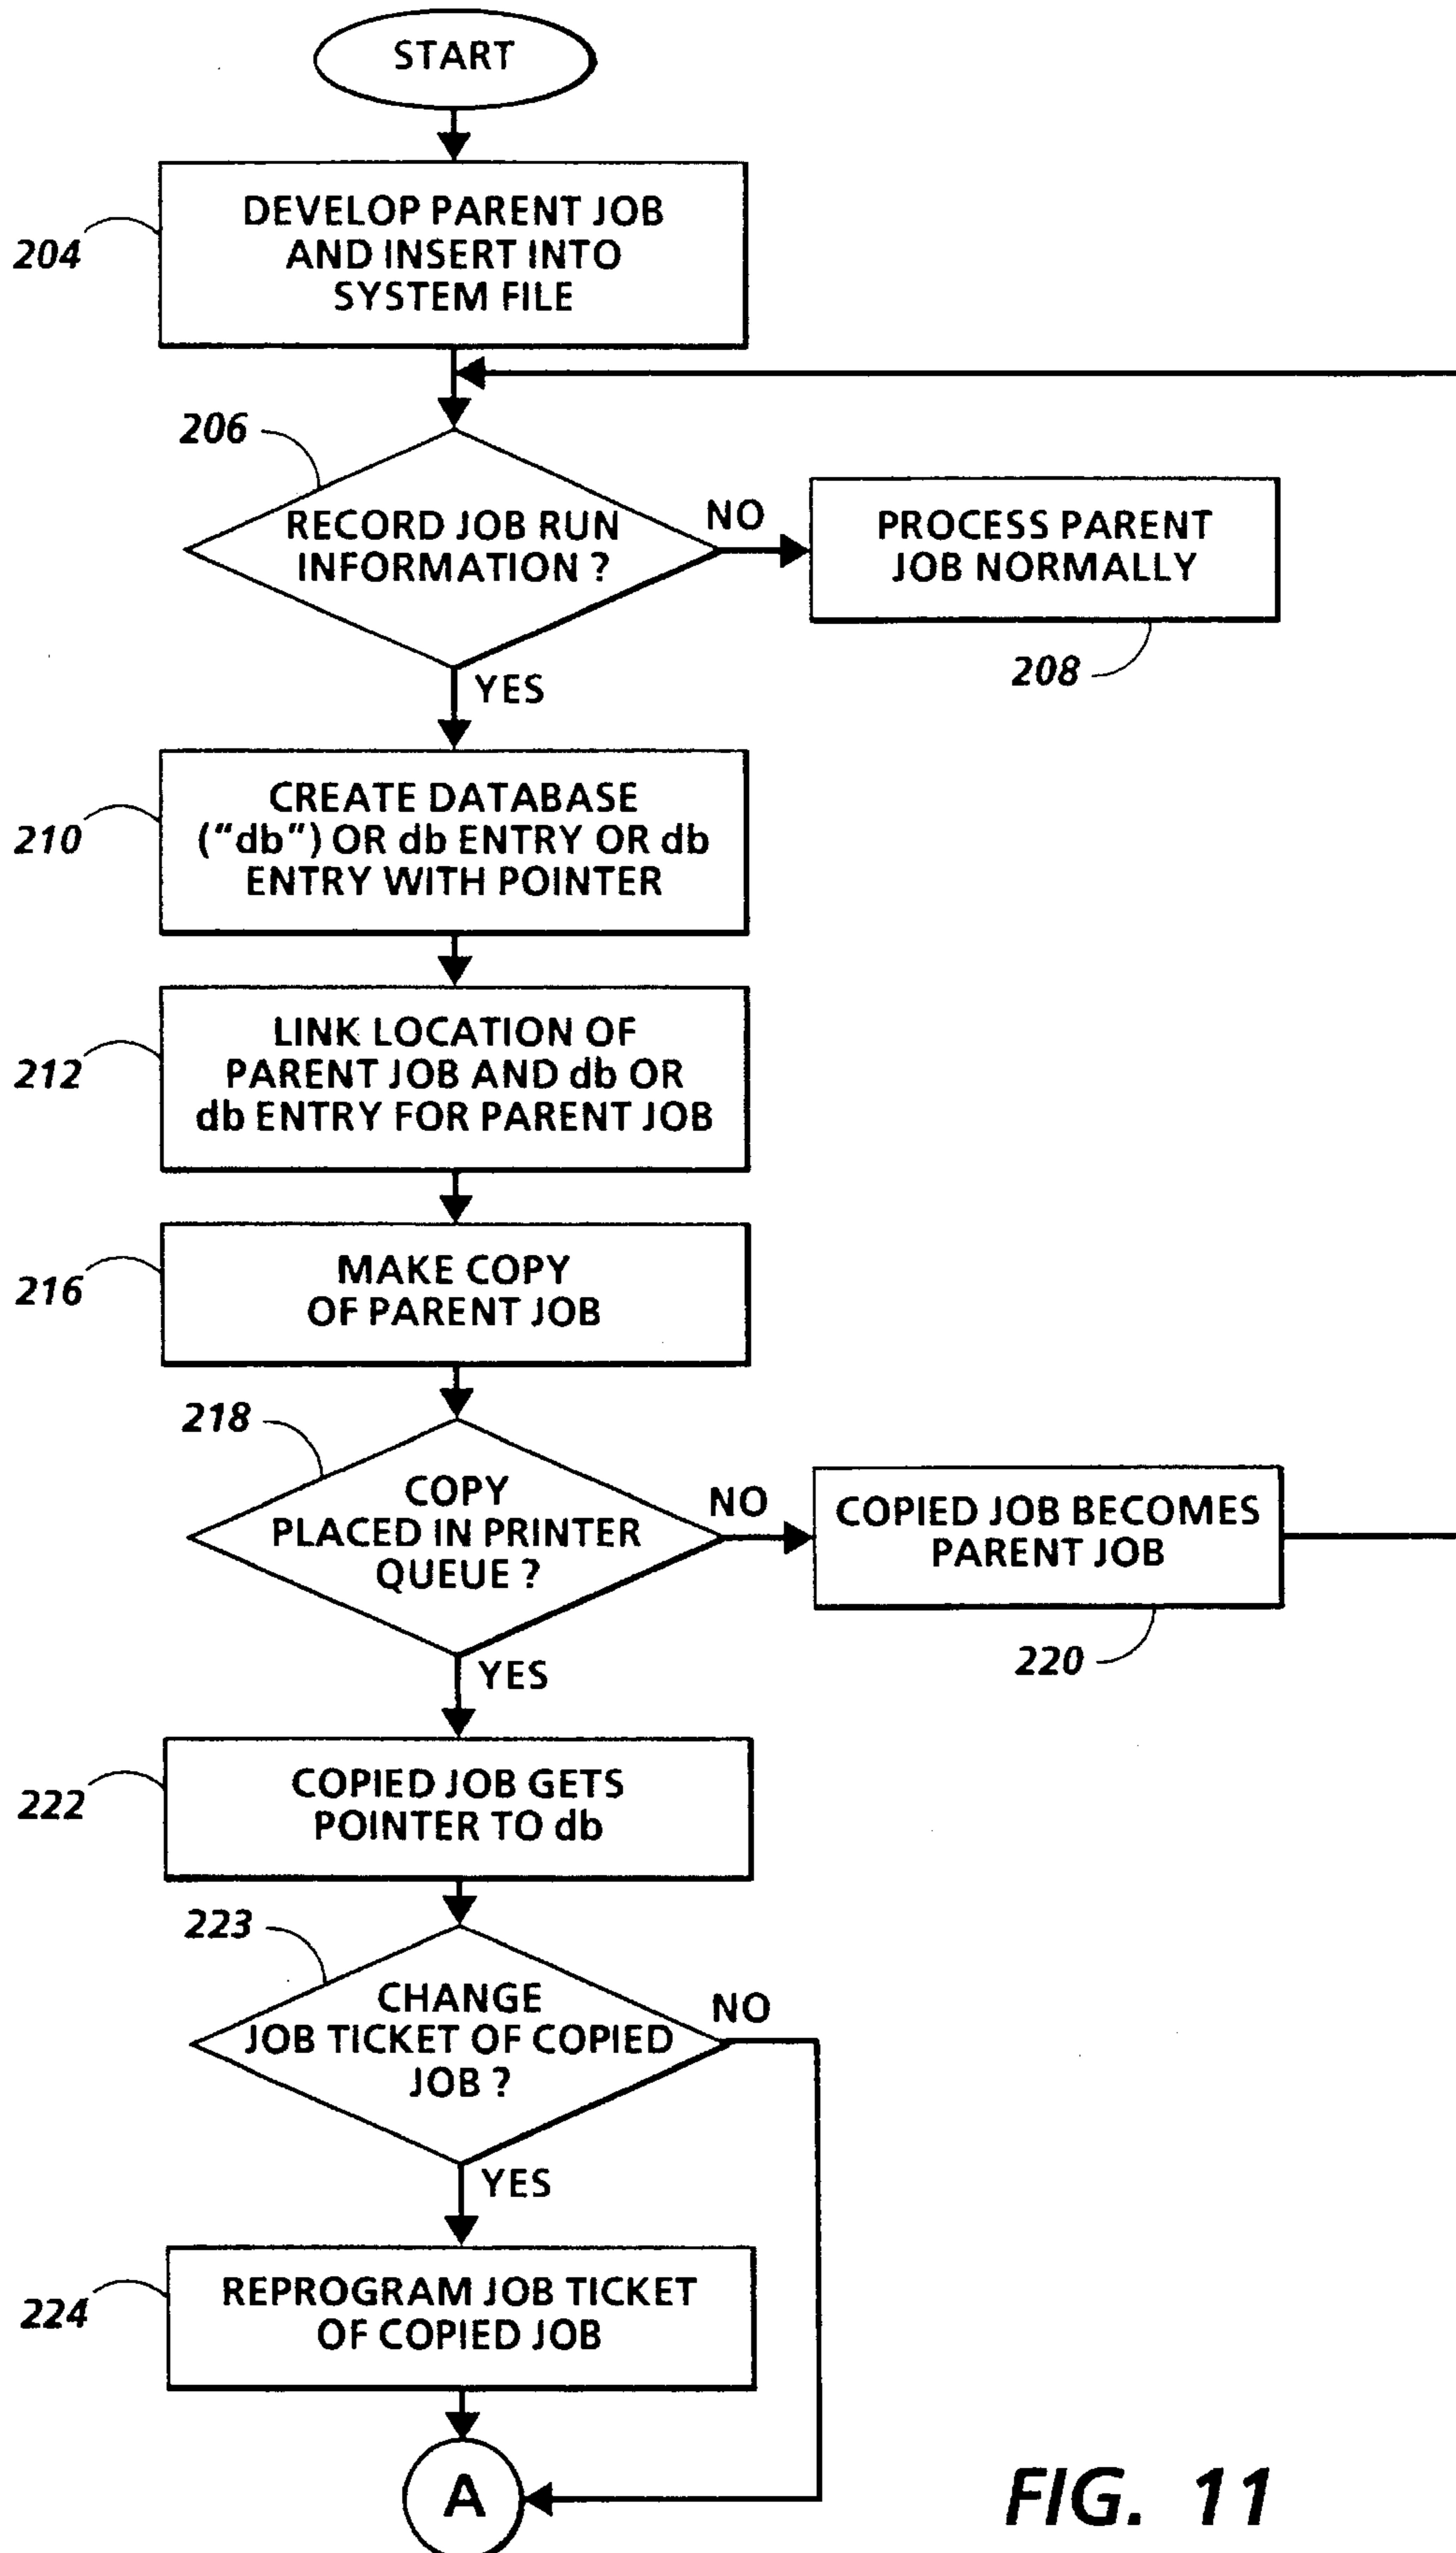 START
DEVELOP PARENT JOB
AND INSERT INTO
SYSTEM FILE
204
206
RECORD JOB RUN
INFORMATION ?
NO
PROCESS PARENT
JOB NORMALLY
208
YES
CREATE DATABASE
("db") OR db ENTRY OR db
ENTRY WITH POINTER
210
LINK LOCATION OF
PARENT JOB AND db OR
db ENTRY FOR PARENT JOB
212
MAKE COPY
OF PARENT JOB
216
218
COPY
PLACED IN PRINTER
QUEUE ?
NO
COPIED JOB BECOMES
PARENT JOB
220
YES
COPIED JOB GETS
POINTER TO db
222
223
CHANGE
JOB TICKET OF COPIED
JOB ?
NO
YES
REPROGRAM JOB TICKET
OF COPIED JOB
224
A
FIG. 11